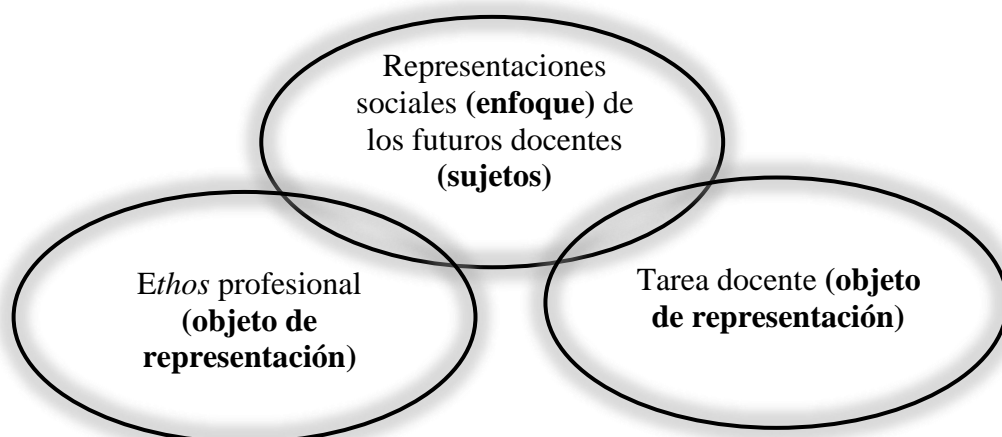 Representaciones
sociales (enfoque) de
los futuros docentes
(sujetos)
Ethos profesional
(objeto de
representación)
Tarea docente (objeto
de representación)